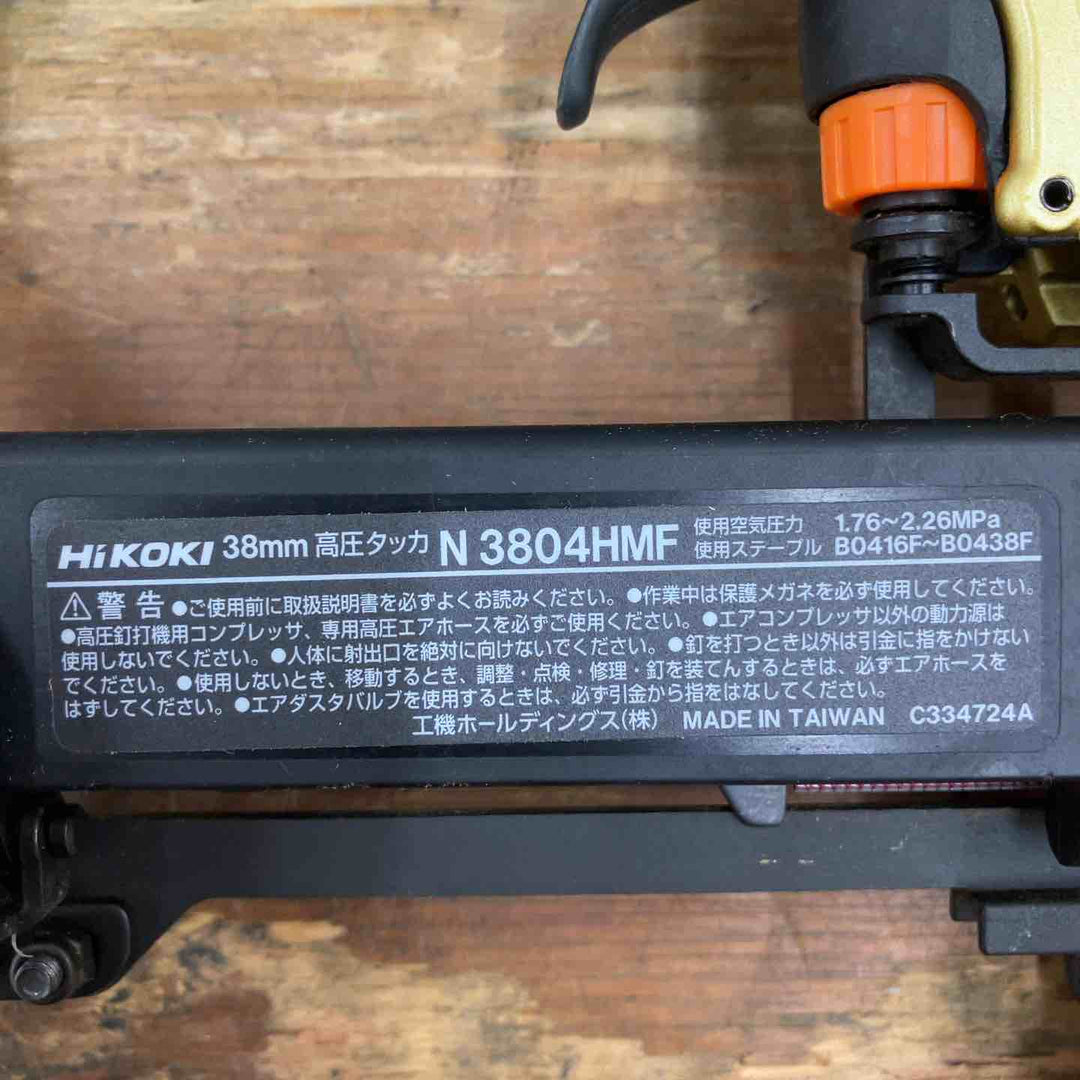 HiKOKI 38mm 高圧タッカ N 3804HMF 使用空気圧力 1.76～2.26MPa
使用ステープル B0416F～B0438F
⚠警告 ●ご使用前に取扱説明書を必ずよくお読みください。●作業中は保護メガネを必ず使用してください。
●高圧釘打機用コンプレッサ、専用高圧エアホースを必ずご使用ください。●エアコンプレッサ以外の動力源は
使用しないでください。●人体に射出口を絶対に向けないでください。●釘を打つとき以外は引金に指をかけない
でください。●使用しないとき、移動するとき、調整・点検・修理・釘を装てんするときは、必ずエアホースを
はずしてください。●エアダスタバルブを使用するときは、必ず引金から指をはなしてください。
工機ホールディングス(株) MADE IN TAIWAN C334724A